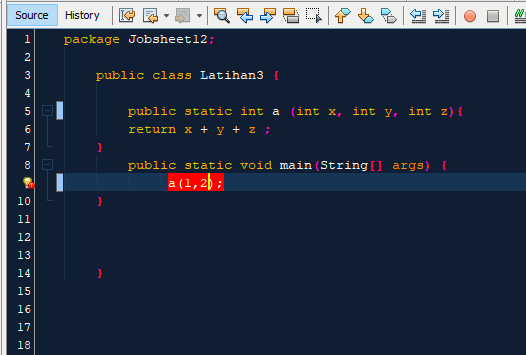 Source History
1 package Jobsheet12;
2
3 public class Latihan3 {
4
5 public static int a (int x, int y, int z){
6 return x + y + z ;
7 }
8 public static void main(String[] args) {
a(1,2);
10 }
11
12
13
14 }
15
16
17
18